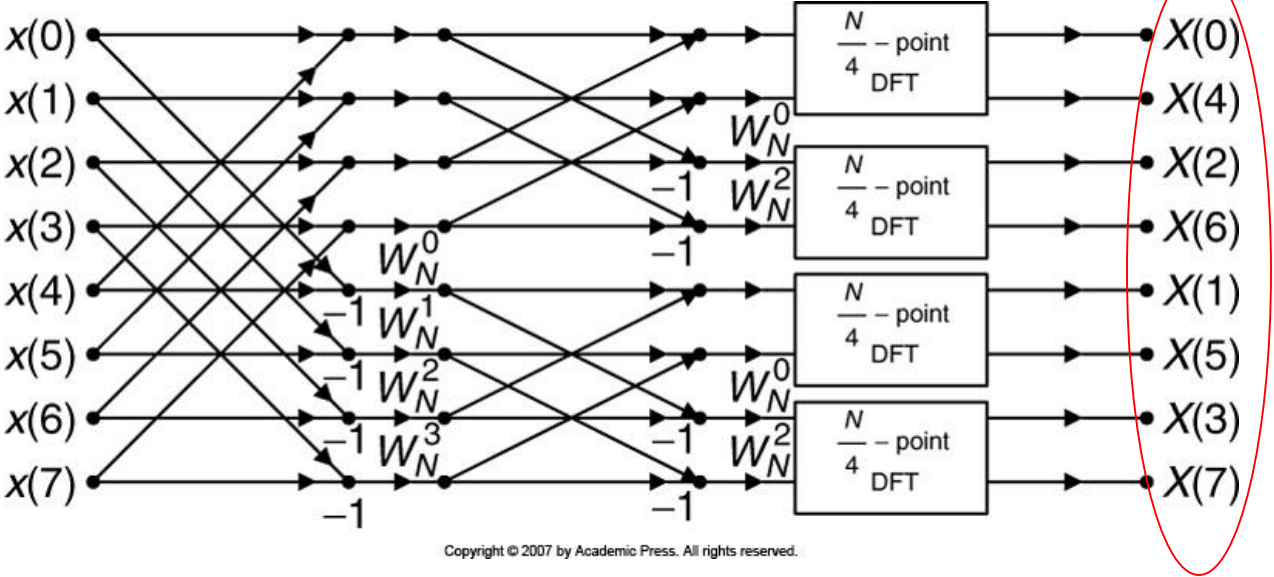 x(0) N/4 – point DFT X(0)
x(1) X(4)
W_N^0
x(2) –1 N/4 – point DFT X(2)
W_N^2
x(3) –1 X(6)
W_N^0
x(4) –1 N/4 – point DFT X(1)
W_N^1
x(5) –1 X(5)
W_N^2 W_N^0
x(6) –1 –1 N/4 – point DFT X(3)
W_N^3 W_N^2
x(7) –1 –1 X(7)
Copyright © 2007 by Academic Press. All rights reserved.